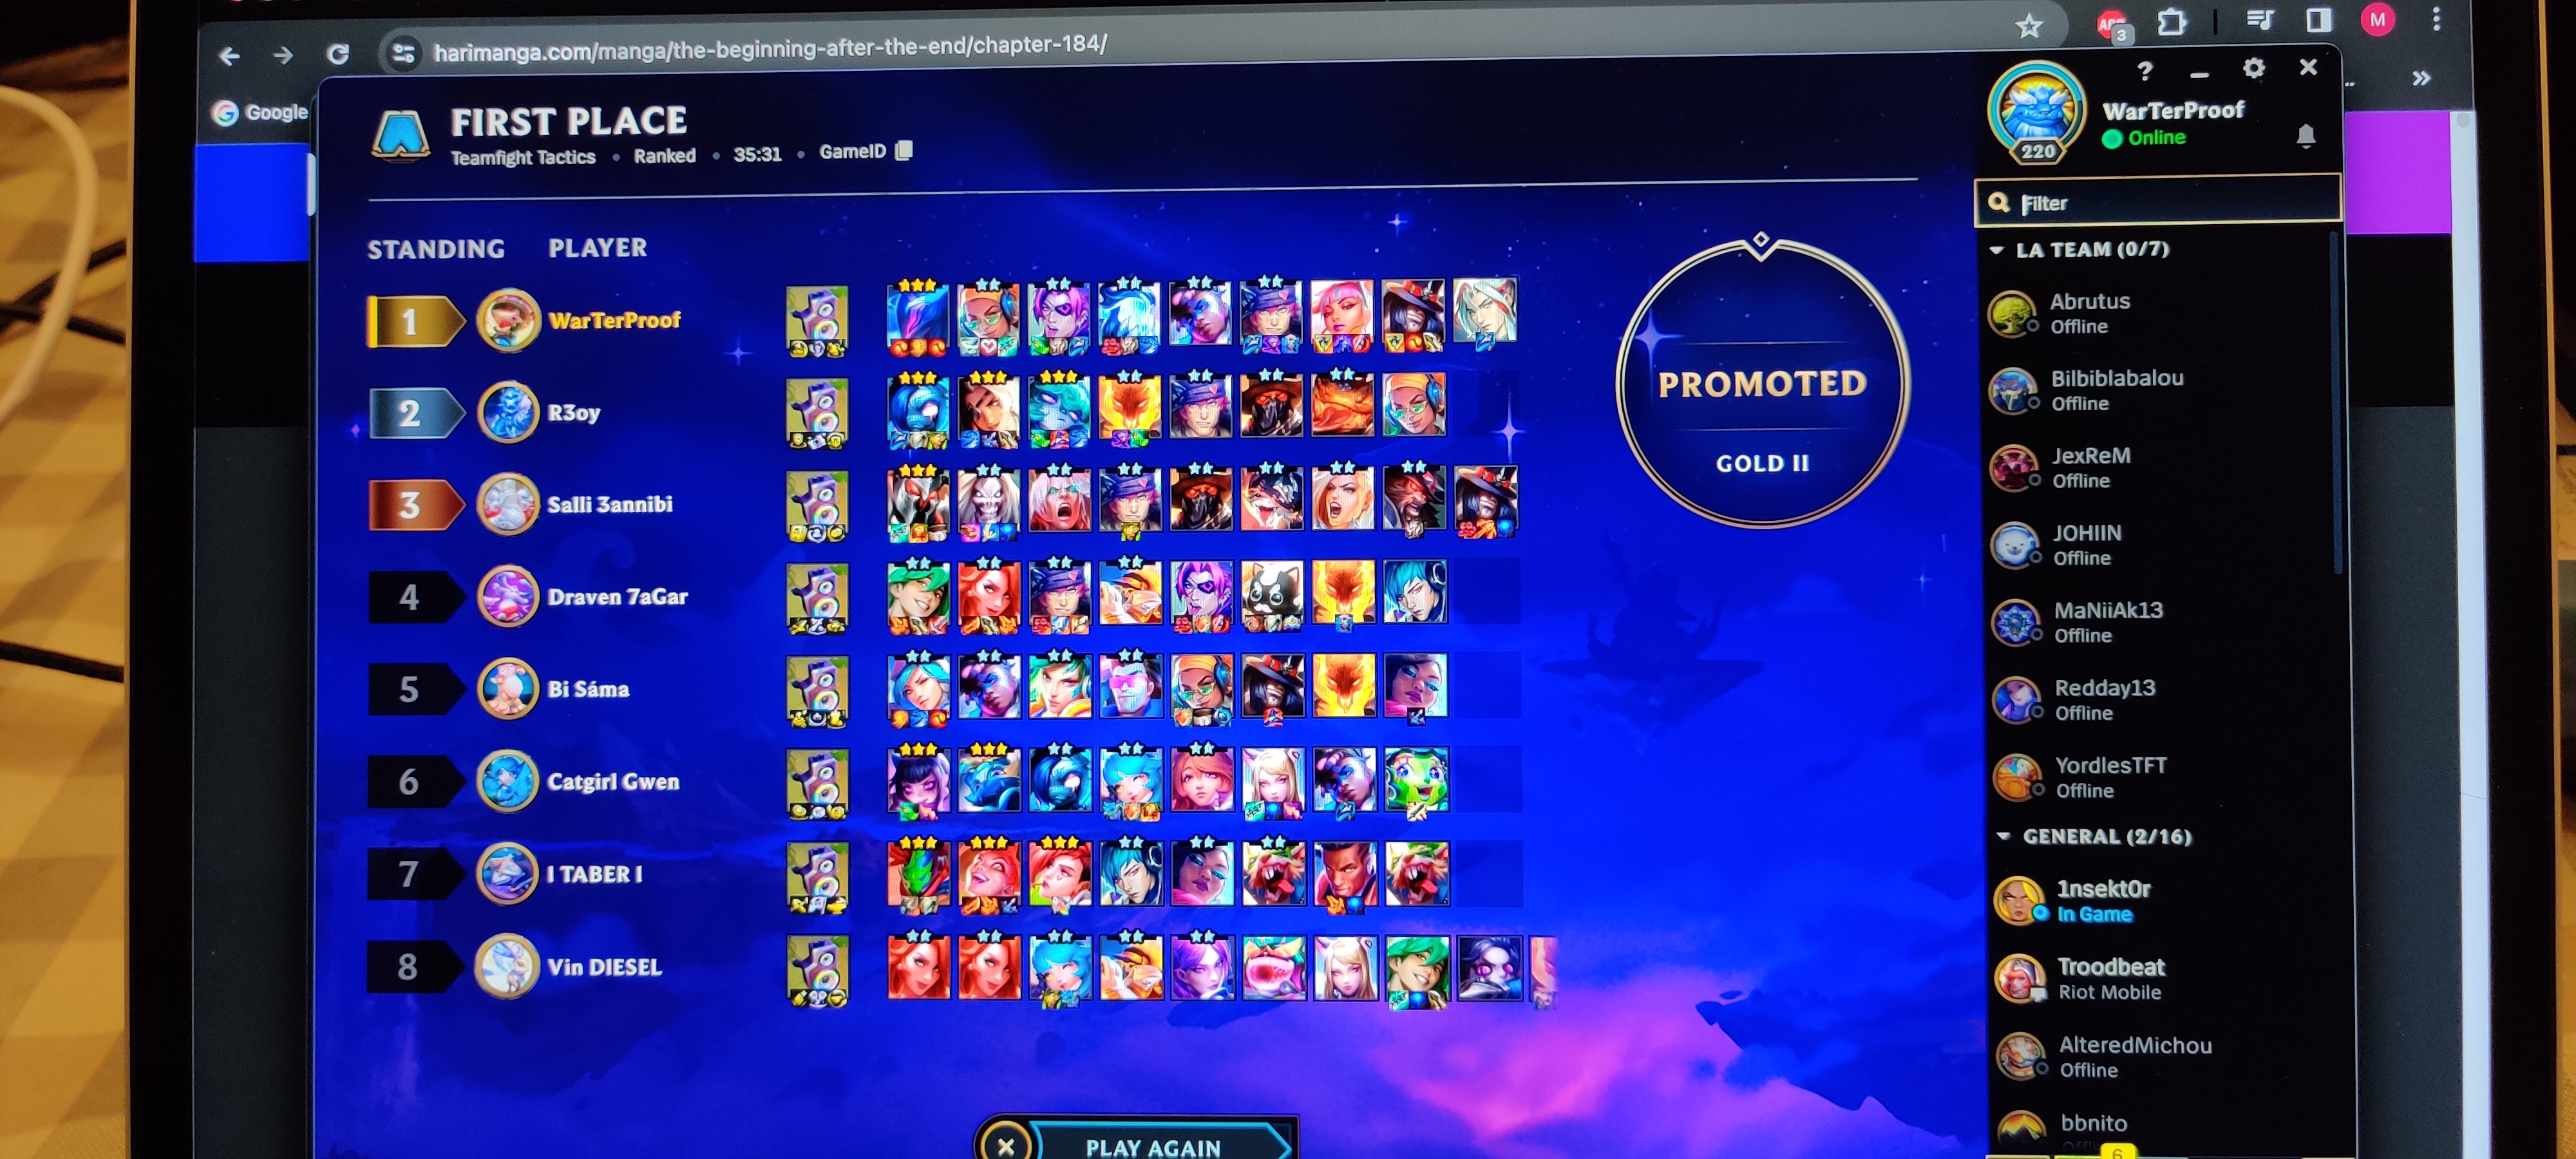 harimanga.com/manga/the-beginning-after-the-end/chapter-184/
3
M
Google
FIRST PLACE
Teamfight Tactics • Ranked • 35:31 • GameID
STANDING PLAYER
1 WarTerProof
2 R3oy
3 Salli 3annibi
4 Draven 7aGar
5 Bi Sáma
6 Catgirl Gwen
7 I TABER I
8 Vin DIESEL
PROMOTED
GOLD II
PLAY AGAIN
?
220
WarTerProof
Online
Filter
LA TEAM (0/7)
Abrutus
Offline
Bilbiblabalou
Offline
JexReM
Offline
JOHIIN
Offline
MaNiiAk13
Offline
Redday13
Offline
YordlesTFT
Offline
GENERAL (2/16)
1nsekt0r
In Game
Troodbeat
Riot Mobile
AlteredMichou
Offline
bbnito
6